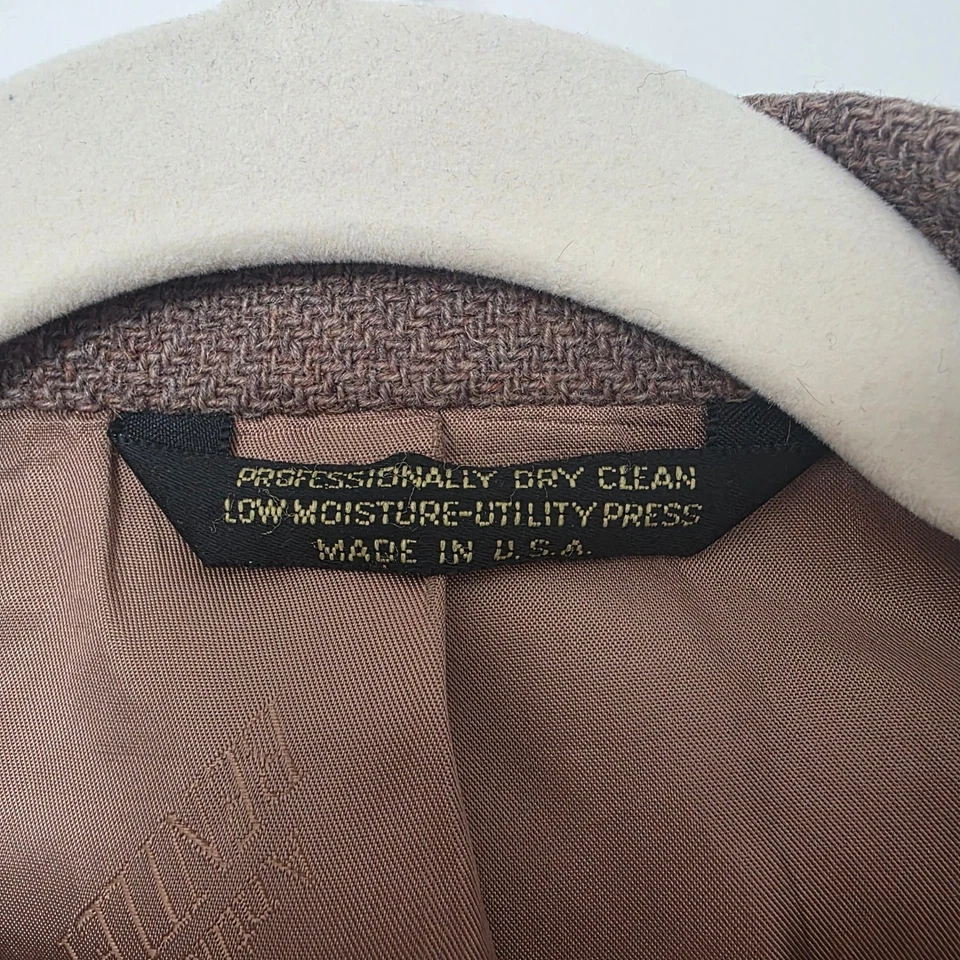 PROFESSIONALLY DRY CLEAN
LOW MOISTURE-UTILITY PRESS
MADE IN U.S.A.